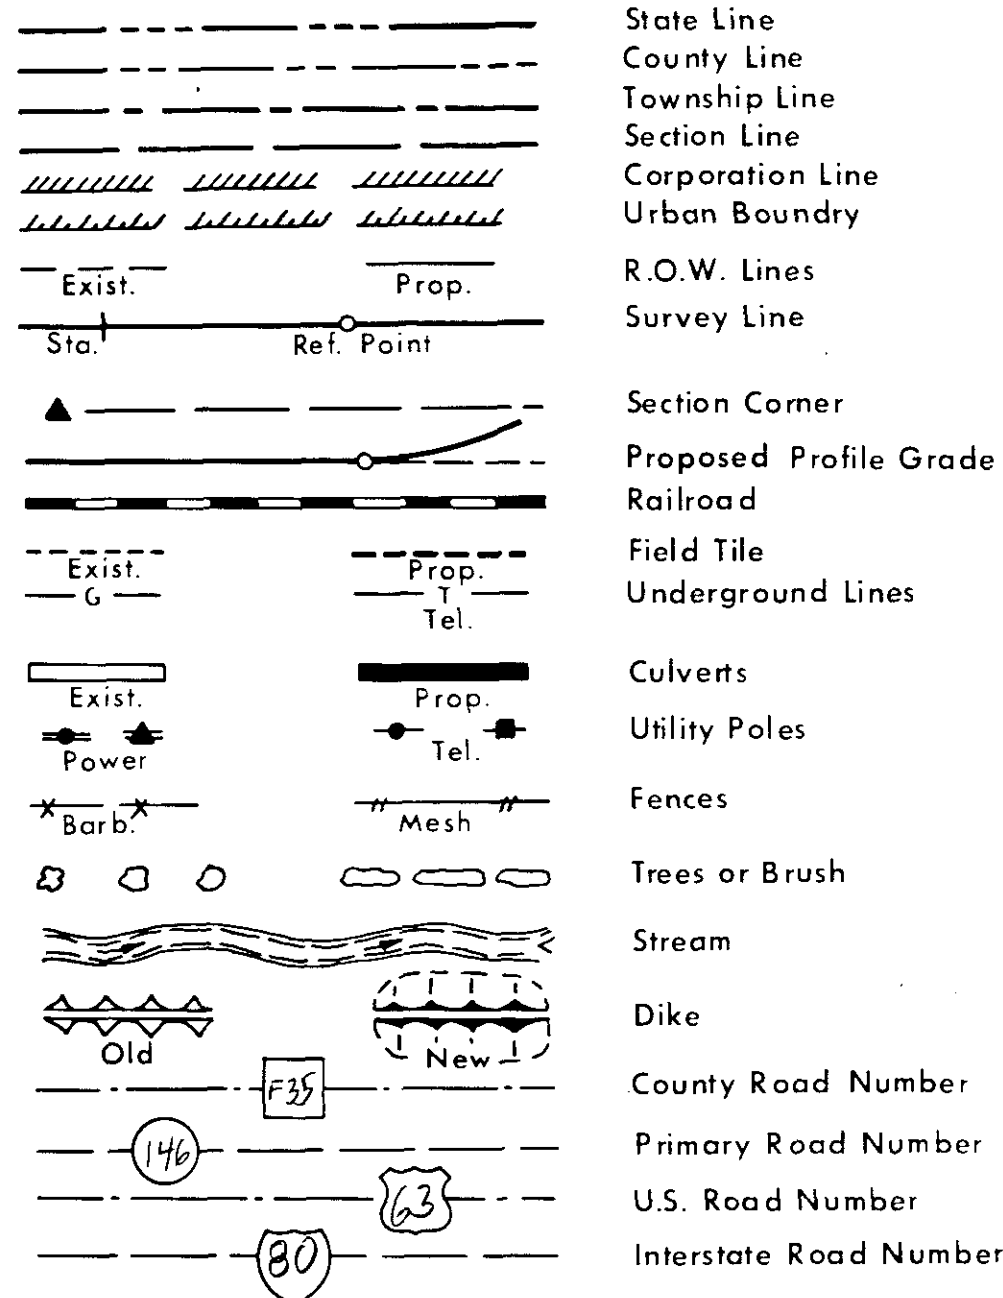 State Line
County Line
Township Line
Section Line
Corporation Line
Urban Boundry
Exist. Prop. R.O.W. Lines
Sta. Ref. Point Survey Line
Section Corner
Proposed Profile Grade
Railroad
Exist. Prop. Field Tile
G T Underground Lines
Tel.
Culverts
Exist. Prop.
Utility Poles
Power Tel.
Fences
Barb. Mesh
Trees or Brush
Stream
Dike
Old New
F35 County Road Number
146 Primary Road Number
63 U.S. Road Number
80 Interstate Road Number